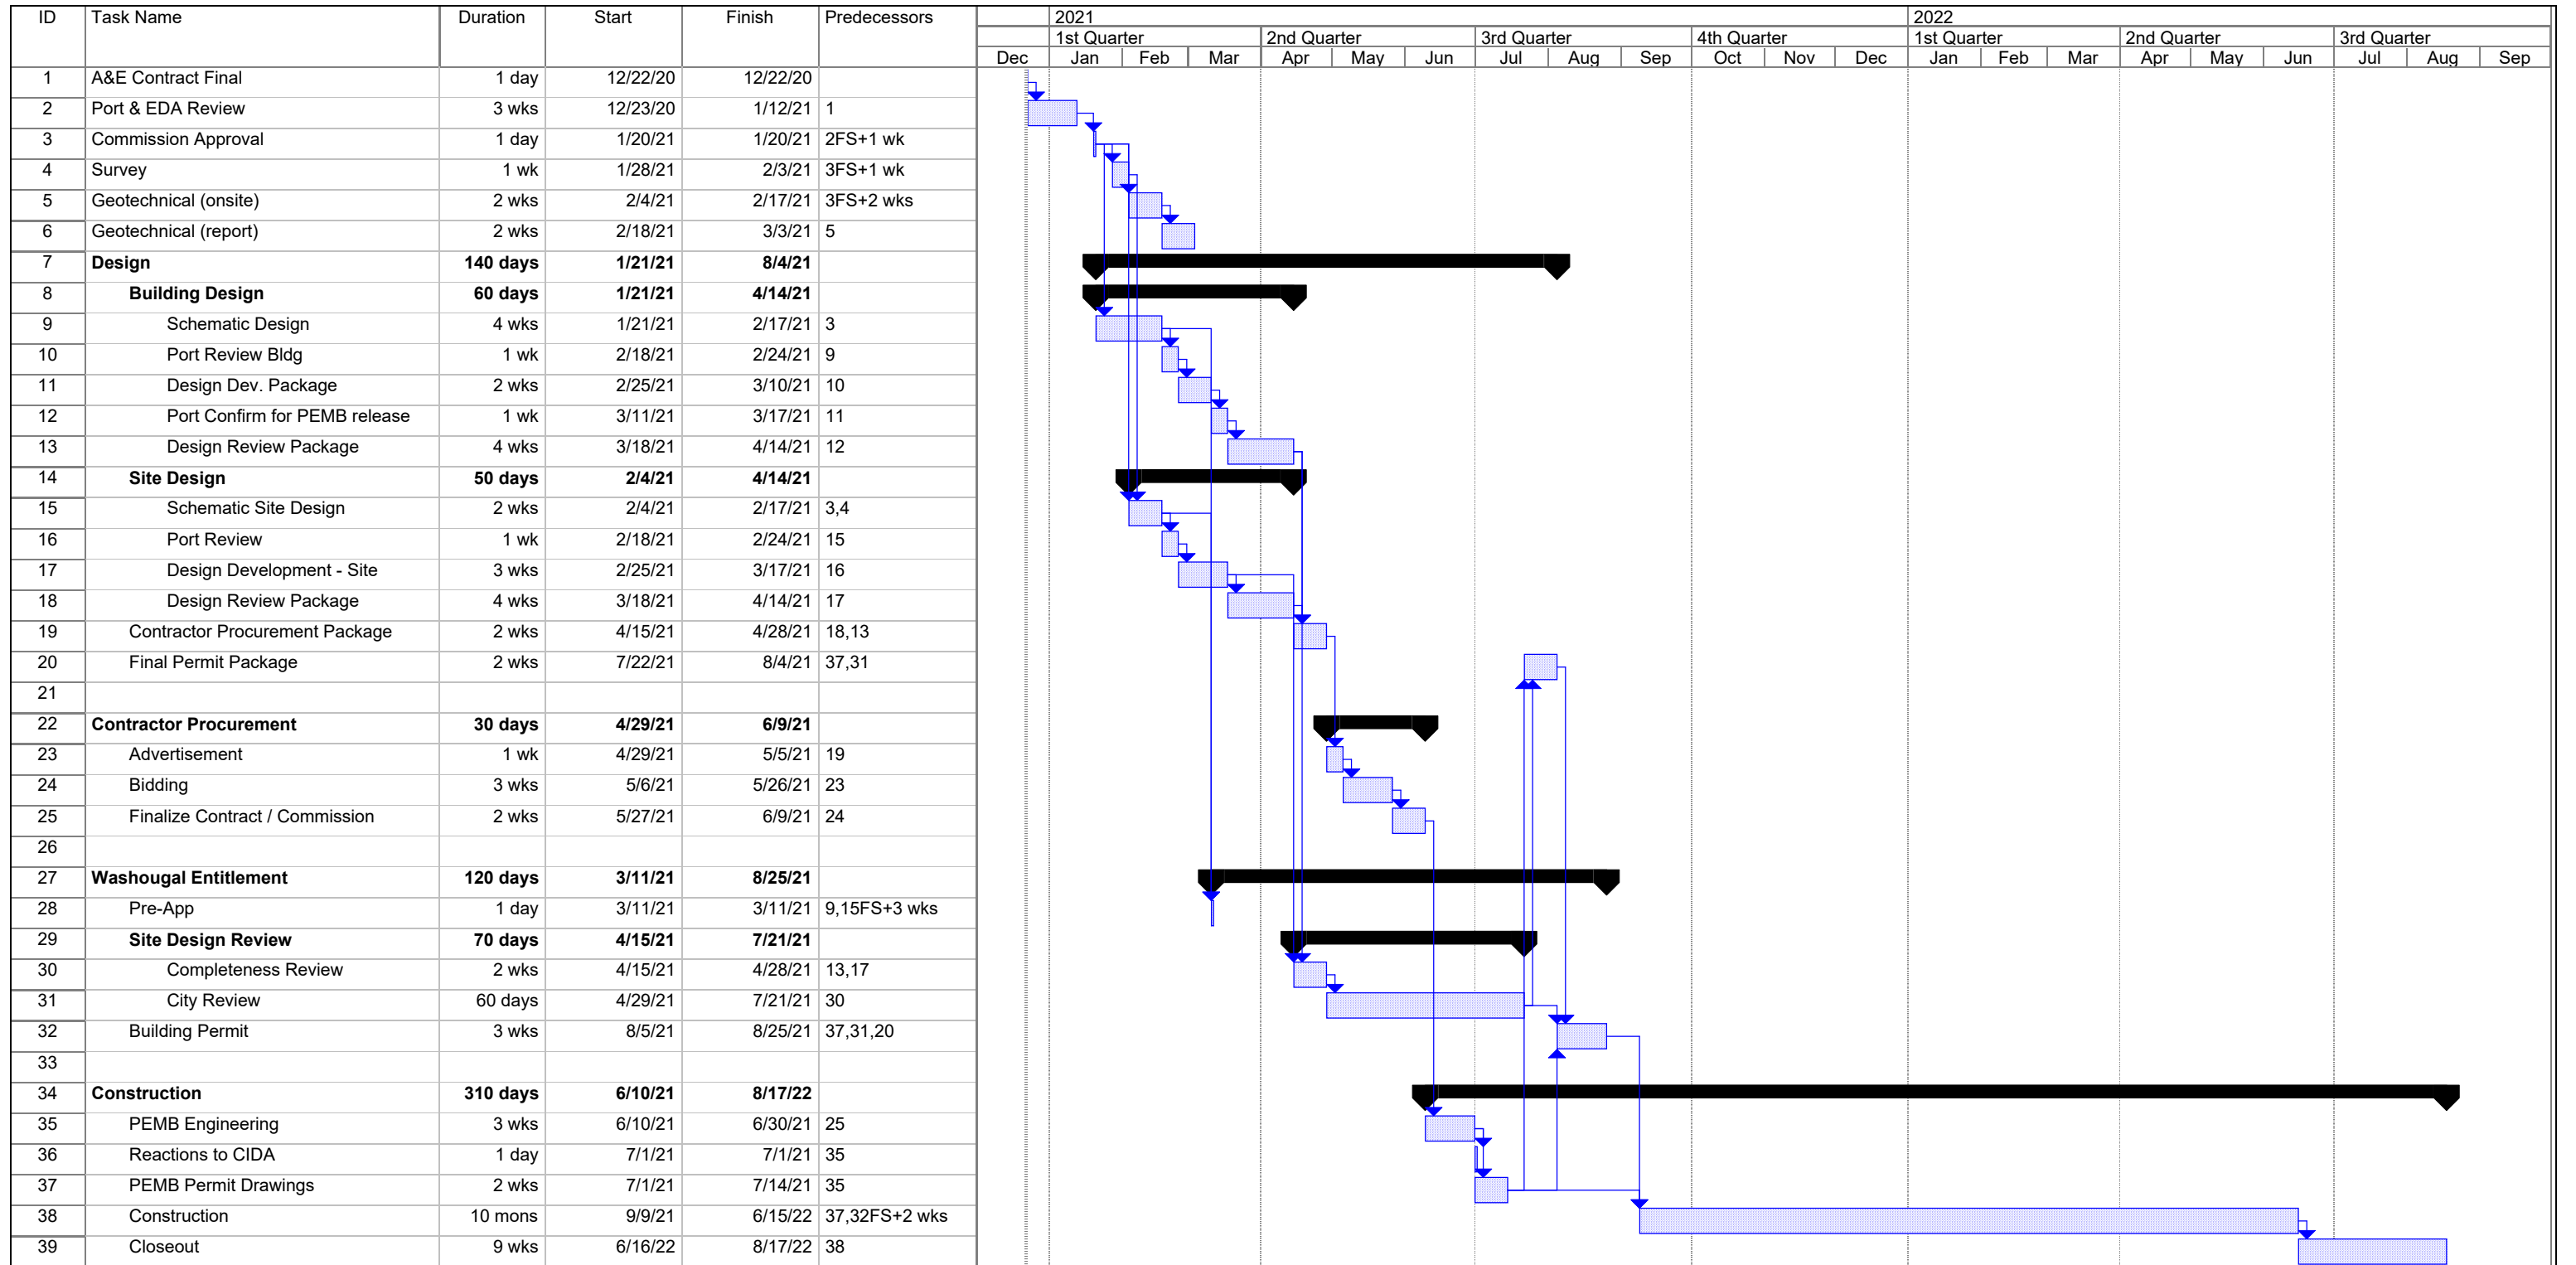 ID Task Name Duration Start Finish Predecessors 2021 2022
1st Quarter 2nd Quarter 3rd Quarter 4th Quarter 1st Quarter 2nd Quarter 3rd Quarter
Dec Jan Feb Mar Apr May Jun Jul Aug Sep Oct Nov Dec Jan Feb Mar Apr May Jun Jul Aug Sep
1 A&E Contract Final 1 day 12/22/20 12/22/20
2 Port & EDA Review 3 wks 12/23/20 1/12/21 1
3 Commission Approval 1 day 1/20/21 1/20/21 2FS+1 wk
4 Survey 1 wk 1/28/21 2/3/21 3FS+1 wk
5 Geotechnical (onsite) 2 wks 2/4/21 2/17/21 3FS+2 wks
6 Geotechnical (report) 2 wks 2/18/21 3/3/21 5
7 Design 140 days 1/21/21 8/4/21
8 Building Design 60 days 1/21/21 4/14/21
9 Schematic Design 4 wks 1/21/21 2/17/21 3
10 Port Review Bldg 1 wk 2/18/21 2/24/21 9
11 Design Dev. Package 2 wks 2/25/21 3/10/21 10
12 Port Confirm for PEMB release 1 wk 3/11/21 3/17/21 11
13 Design Review Package 4 wks 3/18/21 4/14/21 12
14 Site Design 50 days 2/4/21 4/14/21
15 Schematic Site Design 2 wks 2/4/21 2/17/21 3,4
16 Port Review 1 wk 2/18/21 2/24/21 15
17 Design Development - Site 3 wks 2/25/21 3/17/21 16
18 Design Review Package 4 wks 3/18/21 4/14/21 17
19 Contractor Procurement Package 2 wks 4/15/21 4/28/21 18,13
20 Final Permit Package 2 wks 7/22/21 8/4/21 37,31
21
22 Contractor Procurement 30 days 4/29/21 6/9/21
23 Advertisement 1 wk 4/29/21 5/5/21 19
24 Bidding 3 wks 5/6/21 5/26/21 23
25 Finalize Contract / Commission 2 wks 5/27/21 6/9/21 24
26
27 Washougal Entitlement 120 days 3/11/21 8/25/21
28 Pre-App 1 day 3/11/21 3/11/21 9,15FS+3 wks
29 Site Design Review 70 days 4/15/21 7/21/21
30 Completeness Review 2 wks 4/15/21 4/28/21 13,17
31 City Review 60 days 4/29/21 7/21/21 30
32 Building Permit 3 wks 8/5/21 8/25/21 37,31,20
33
34 Construction 310 days 6/10/21 8/17/22
35 PEMB Engineering 3 wks 6/10/21 6/30/21 25
36 Reactions to CIDA 1 day 7/1/21 7/1/21 35
37 PEMB Permit Drawings 2 wks 7/1/21 7/14/21 35
38 Construction 10 mons 9/9/21 6/15/22 37,32FS+2 wks
39 Closeout 9 wks 6/16/22 8/17/22 38